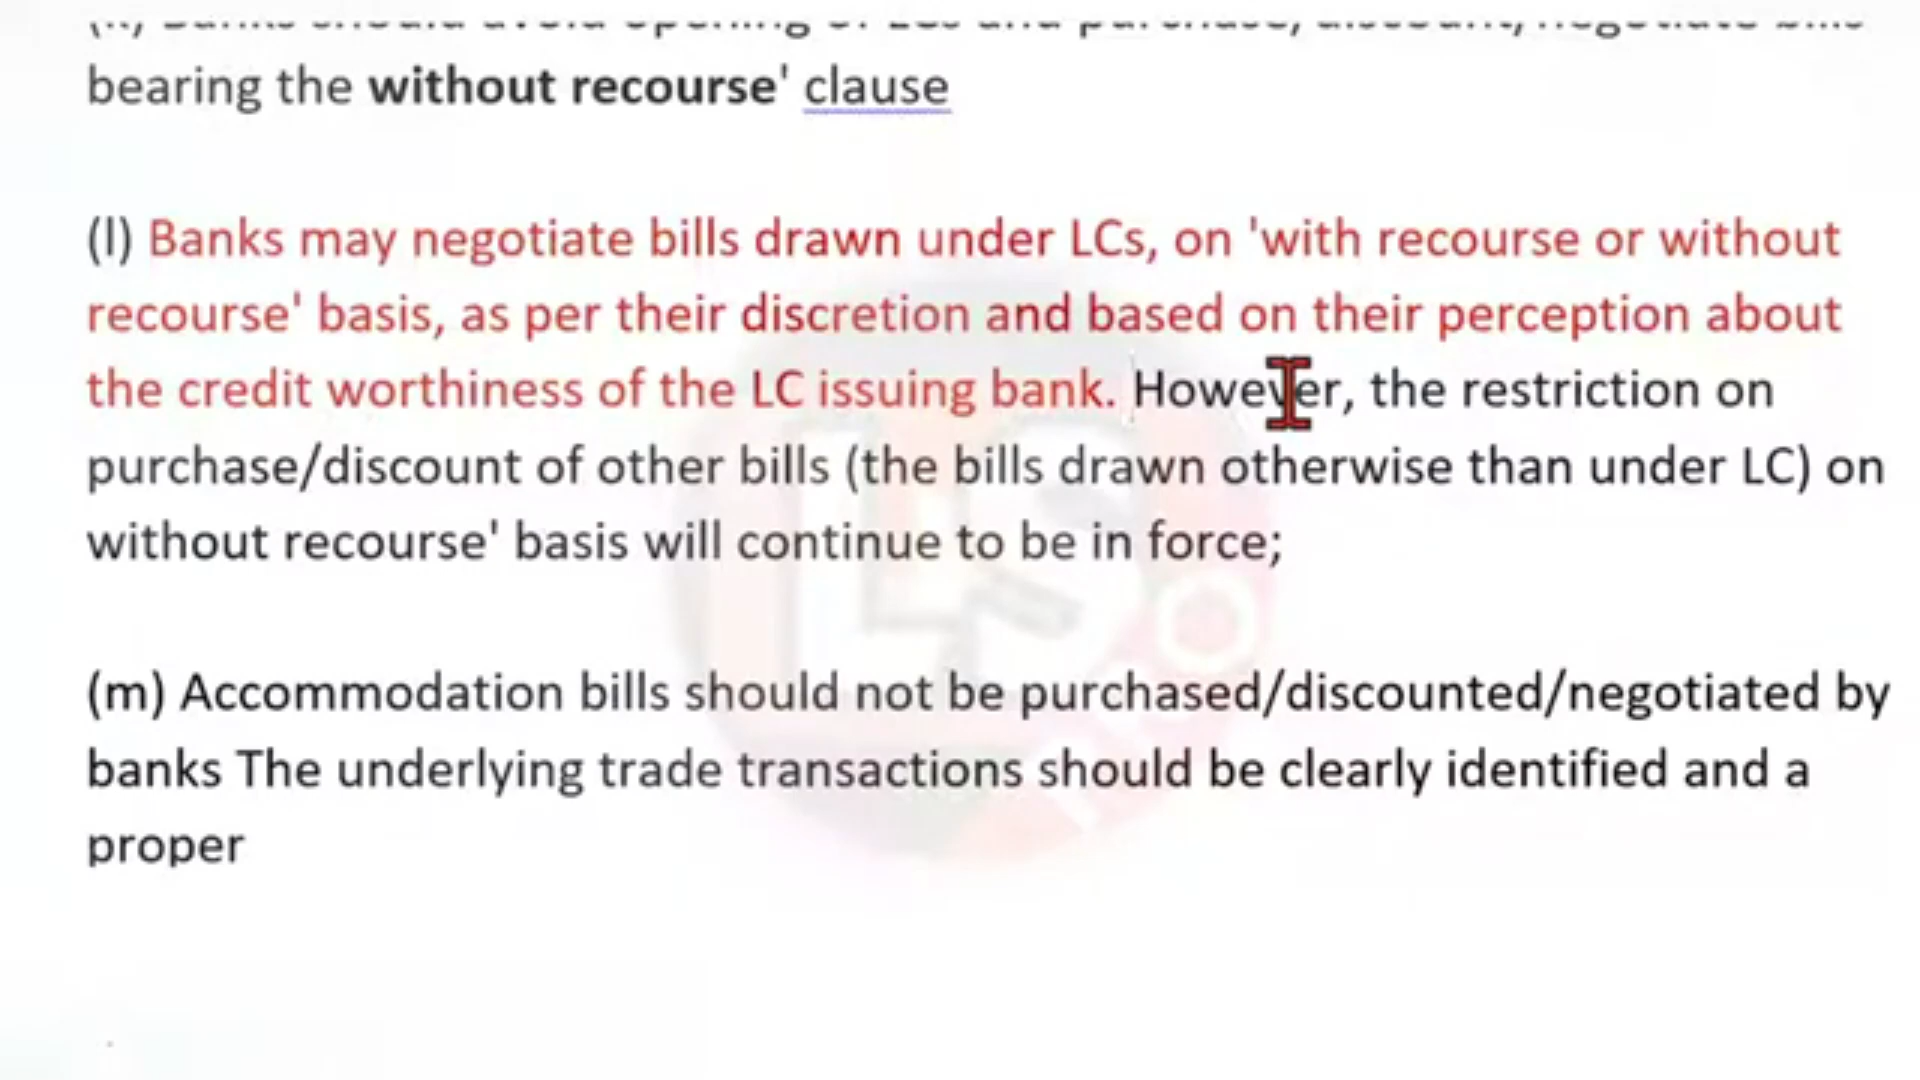 bearing the without recourse' clause
(l) Banks may negotiate bills drawn under LCs, on 'with recourse or without
recourse' basis, as per their discretion and based on their perception about
the credit worthiness of the LC issuing bank. However, the restriction on
purchase/discount of other bills (the bills drawn otherwise than under LC) on
without recourse' basis will continue to be in force;
(m) Accommodation bills should not be purchased/discounted/negotiated by
banks The underlying trade transactions should be clearly identified and a
proper